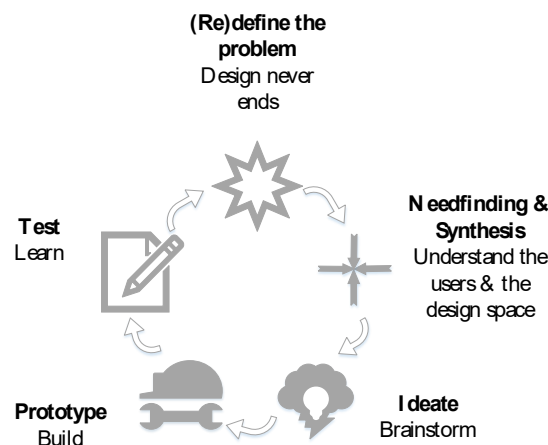 (Re)define the
problem
Design never
ends
Needfinding &
Synthesis
Understand the
users & the
design space
Ideate
Brainstorm
Prototype
Build
Test
Learn